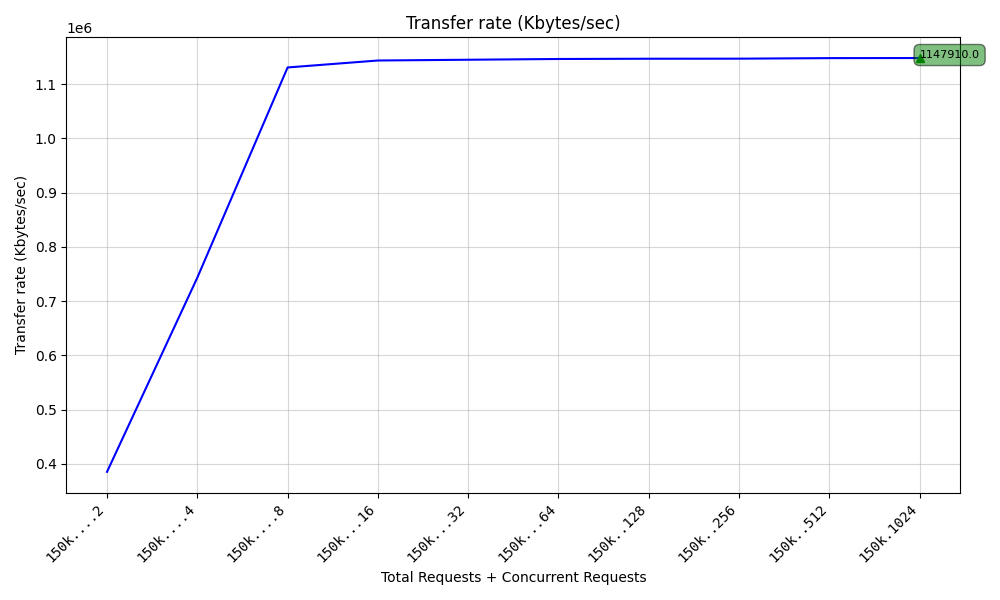 Transfer rate (Kbytes/sec)
1e6
1147910.0
1.1
1.0
0.9
0.8
0.7
0.6
0.5
0.4
Transfer rate (Kbytes/sec)
150k....2
150k....4
150k...8
150k...16
150k...32
150k...64
150k..128
150k..256
150k..512
150k.1024
Total Requests + Concurrent Requests